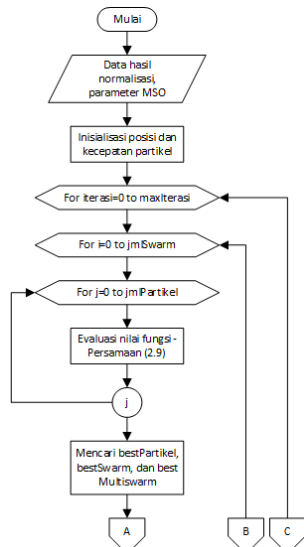 Mulai
Data hasil
normalisasi,
parameter MSO
Inisialisasi posisi dan
kecepatan partikel
For iterasi=0 to maxIterasi
For i=0 to jmlSwarm
For j=0 to jmlPartikel
Evaluasi nilai fungsi -
Persamaan (2.9)
j
Mencari bestPartikel,
bestSwarm, dan best
Multiswarm
A
B
C